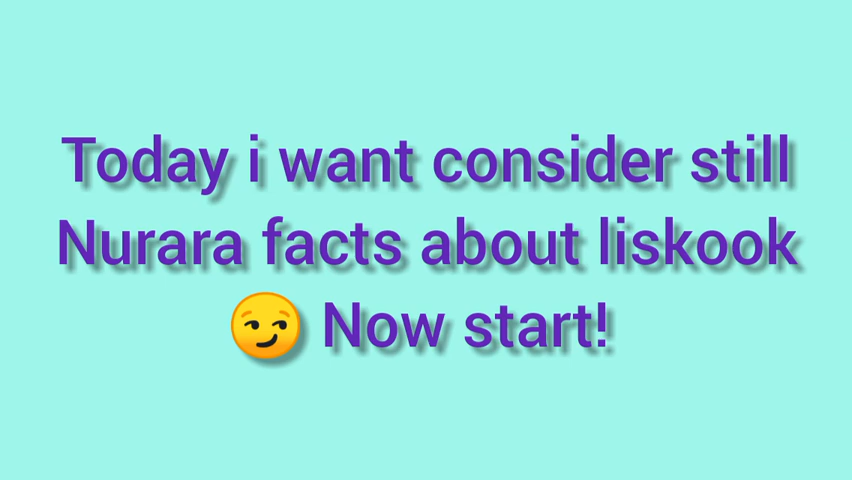 Today i want consider still
Nurara facts about liskook
😏 Now start!